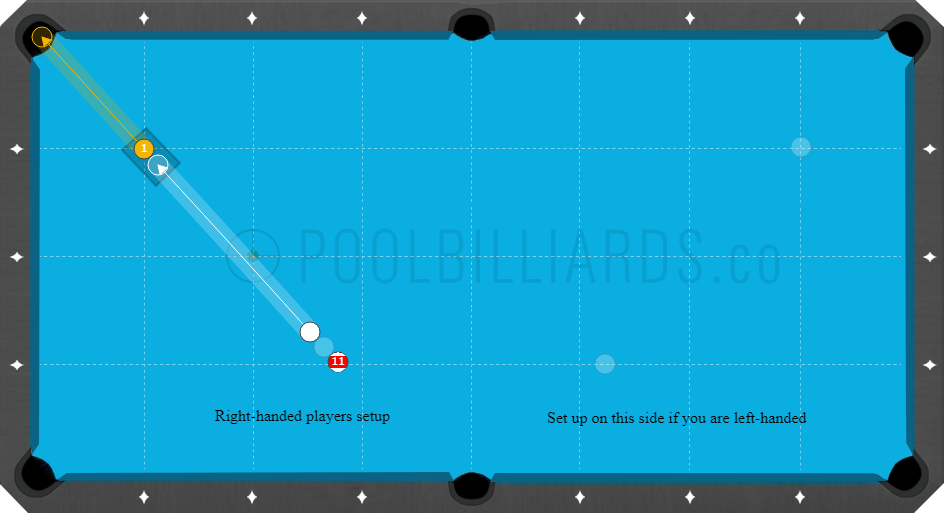 1
POOLBILLIARDS.co
11
Right-handed players setup
Set up on this side if you are left-handed